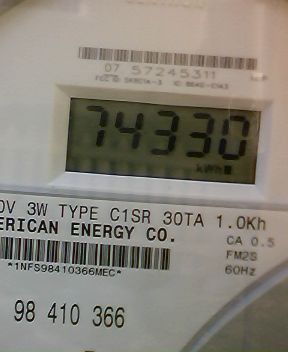 07 57245311
74330
kWh
0V 3W TYPE C1SR 30TA 1.0Kh
ERICAN ENERGY CO.
CA 0.5
FM2S
60Hz
*1NFS98410366MEC*
98 410 366